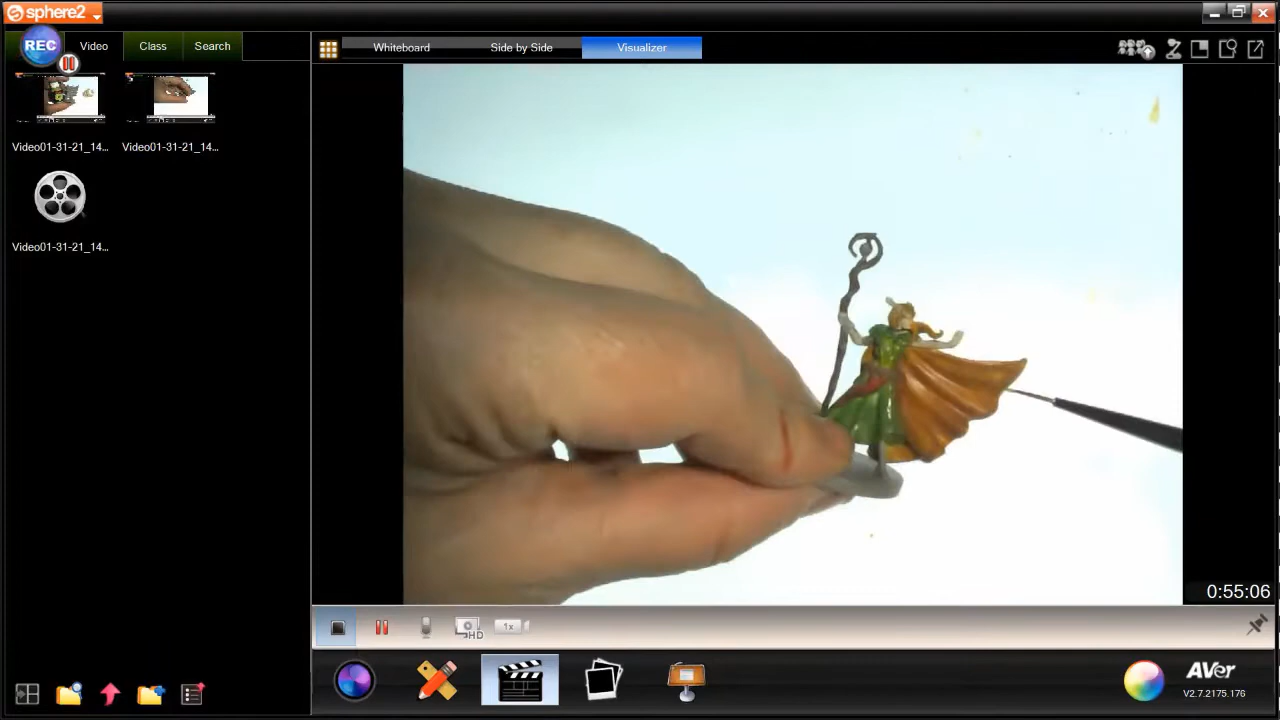 sphere2
REC
Video
Class
Search
Whiteboard
Side by Side
Visualizer
Video01-31-21_14...
Video01-31-21_14...
Video01-31-21_14...
0:55:06
HD
1x
AVer
V2.7.2175.176